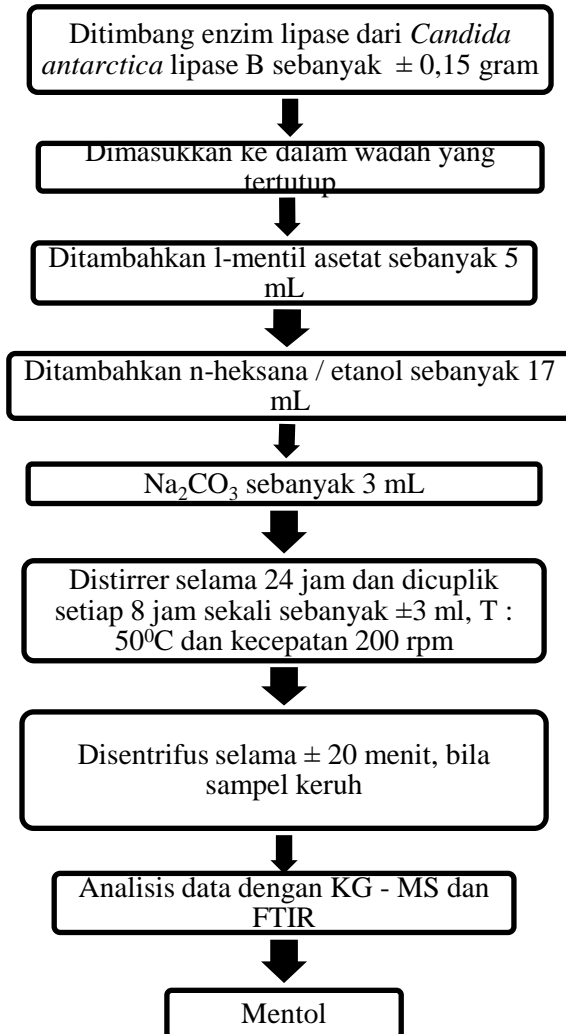 Ditimbang enzim lipase dari Candida
antarctica lipase B sebanyak ± 0,15 gram
Dimasukkan ke dalam wadah yang
tertutup
Ditambahkan l-mentil asetat sebanyak 5
mL
Ditambahkan n-heksana / etanol sebanyak 17
mL
Na₂CO₃ sebanyak 3 mL
Distirrer selama 24 jam dan dicuplik
setiap 8 jam sekali sebanyak ±3 ml, T :
50⁰C dan kecepatan 200 rpm
Disentrifus selama ± 20 menit, bila
sampel keruh
Analisis data dengan KG - MS dan
FTIR
Mentol